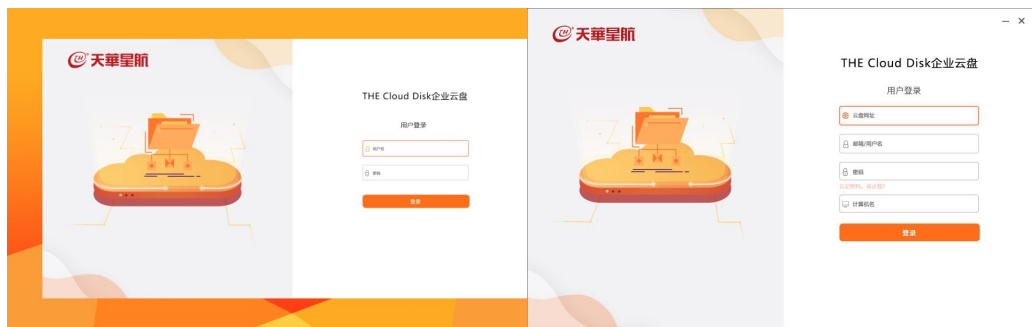 天華星航
THE Cloud Disk企业云盘
用户登录
用户名
密码
登录
天華星航
THE Cloud Disk企业云盘
用户登录
云盘网址
邮箱/用户名
密码
忘记密码，请点我？
计算机名
登录